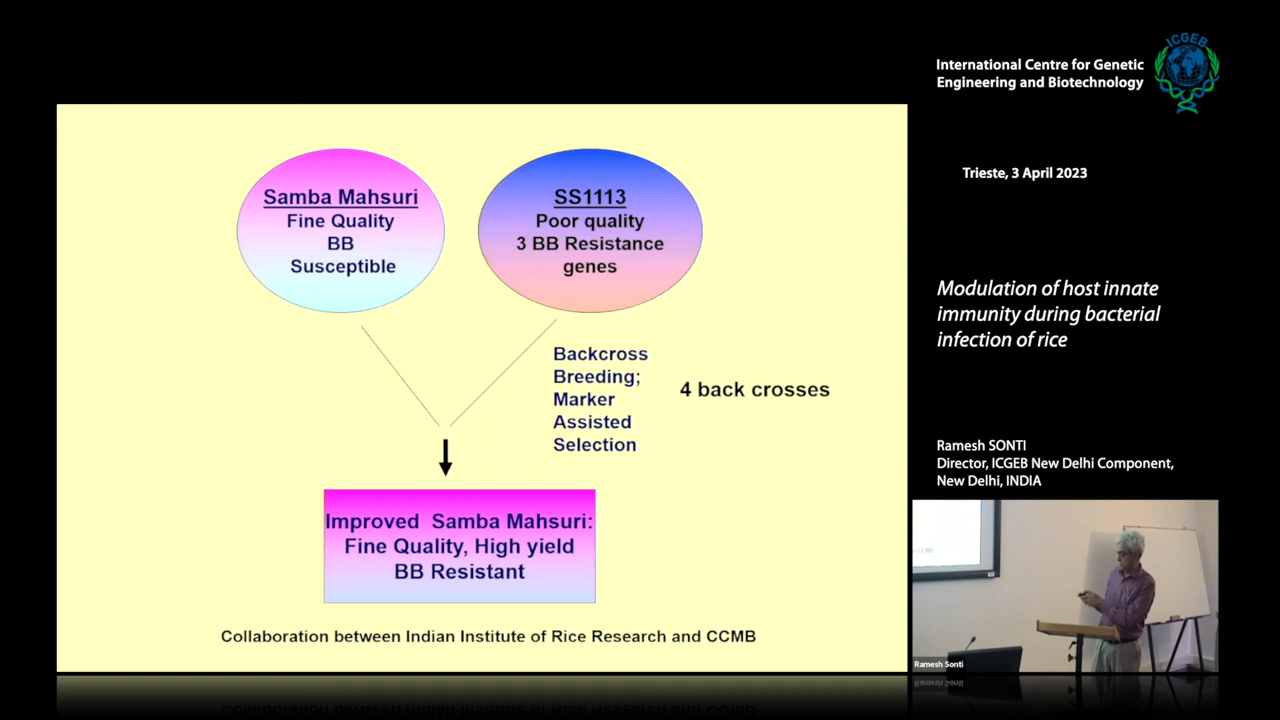 Samba Mahsuri
Fine Quality
BB
Susceptible
SS1113
Poor quality
3 BB Resistance
genes
Backcross
Breeding;
Marker
Assisted
Selection
4 back crosses
Improved Samba Mahsuri:
Fine Quality, High yield
BB Resistant
Collaboration between Indian Institute of Rice Research and CCMB
International Centre for Genetic
Engineering and Biotechnology
ICGEB
Trieste, 3 April 2023
Modulation of host innate
immunity during bacterial
infection of rice
Ramesh SONTI
Director, ICGEB New Delhi Component,
New Delhi, INDIA
Ramesh Sonti